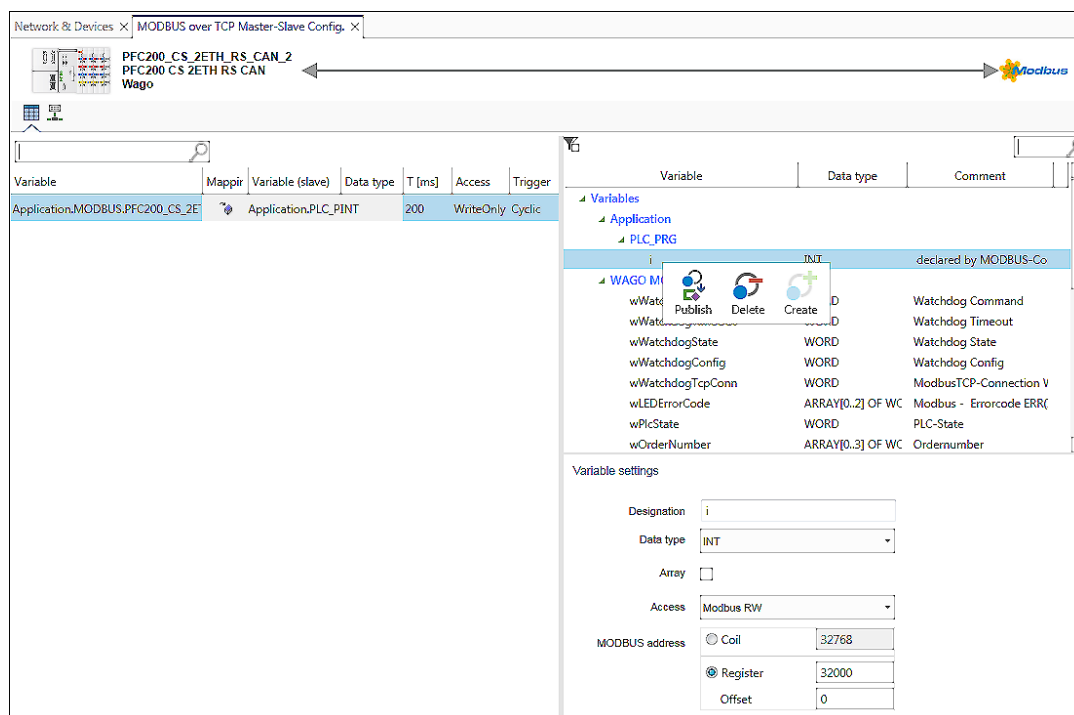 Network & Devices
MODBUS over TCP Master-Slave Config.
PFC200_CS_2ETH_RS_CAN_2
PFC200 CS 2ETH RS CAN
Wago
Modbus
Variable Mappir Variable (slave) Data type T [ms] Access Trigger
Application.MODBUS.PFC200_CS_2E Application.PLC_P INT 200 WriteOnly Cyclic
Variable Data type Comment
Variables
Application
PLC_PRG
i INT declared by MODBUS-Co
WAGO
Publish Delete Create
Watchdog Command
Watchdog Timeout
wWatchdogState WORD Watchdog State
wWatchdogConfig WORD Watchdog Config
wWatchdogTcpConn WORD ModbusTCP-Connection
wLEDErrorCode ARRAY[0..2] OF WC Modbus - Errorcode ERR(
wPlcState WORD PLC-State
wOrderNumber ARRAY[0..3] OF WC Ordernumber
Variable settings
Designation i
Data type INT
Array
Access Modbus RW
MODBUS address Coil 32768
Register 32000
Offset 0